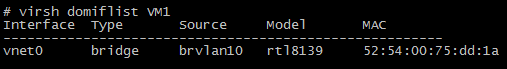 # virsh domiflist VM1
Interface  Type       Source     Model       MAC
-------------------------------------------------------
vnet0      bridge     brvlan10   rtl8139     52:54:00:75:dd:1a